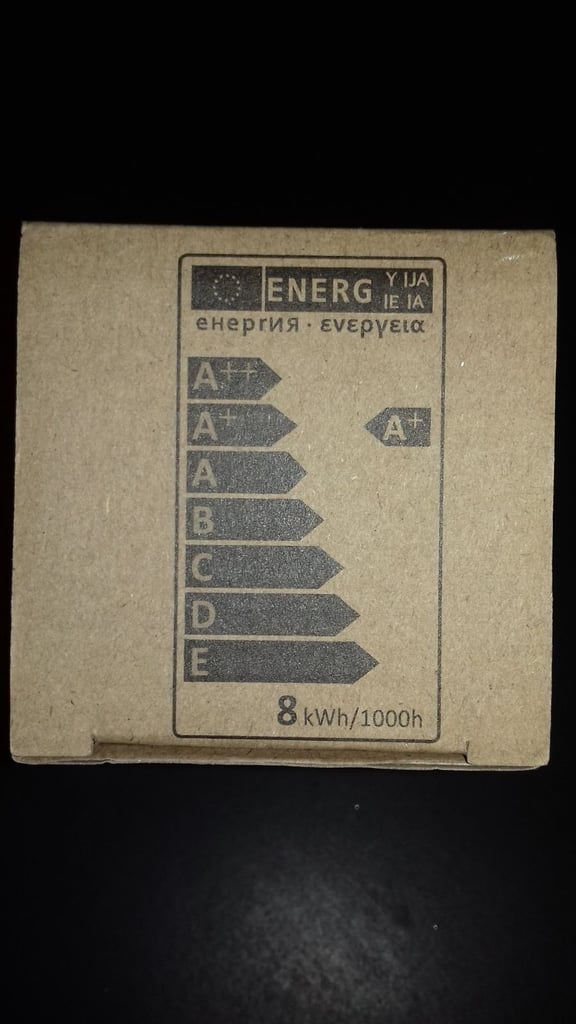 ENERG Y IJA
IE IA
енергия · ενεργεια
A++
A+ A+
A
B
C
D
E
8 kWh/1000h